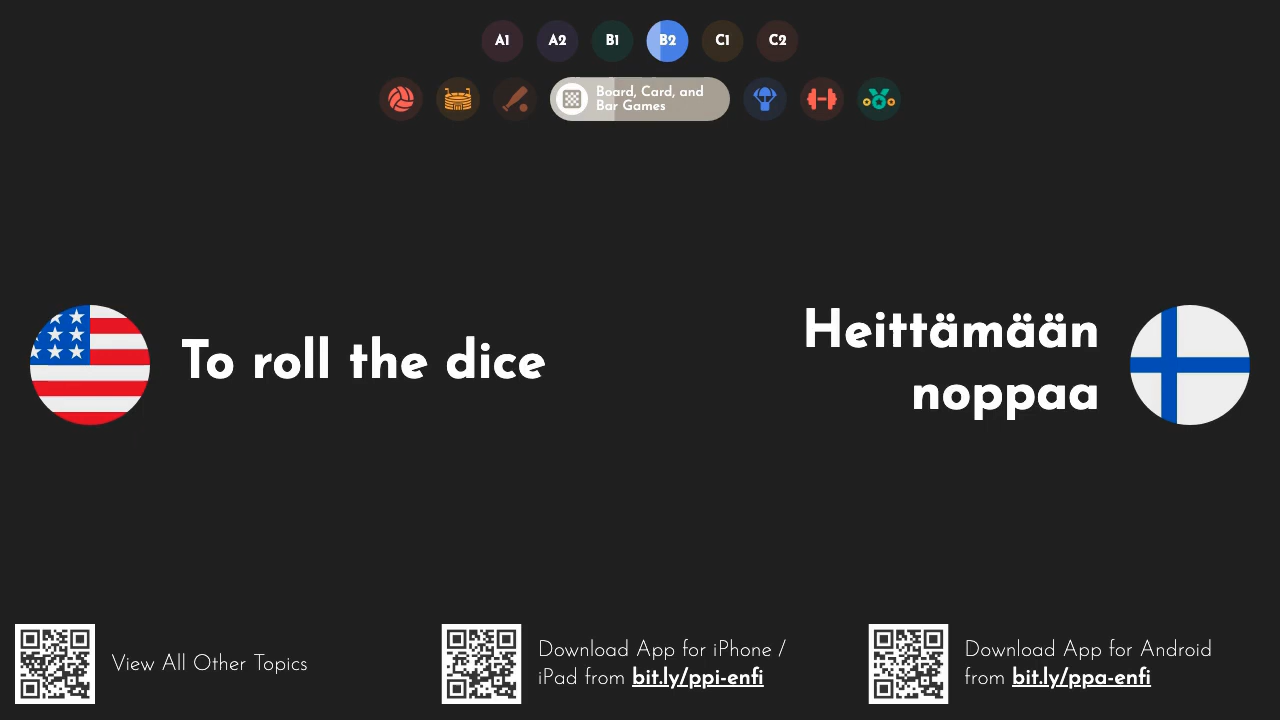 A1 A2 B1 B2 C1 C2
Board, Card, and
Bar Games
To roll the dice
Heittämään
noppaa
View All Other Topics
Download App for iPhone /
iPad from bit.ly/ppi-enfi
Download App for Android
from bit.ly/ppa-enfi